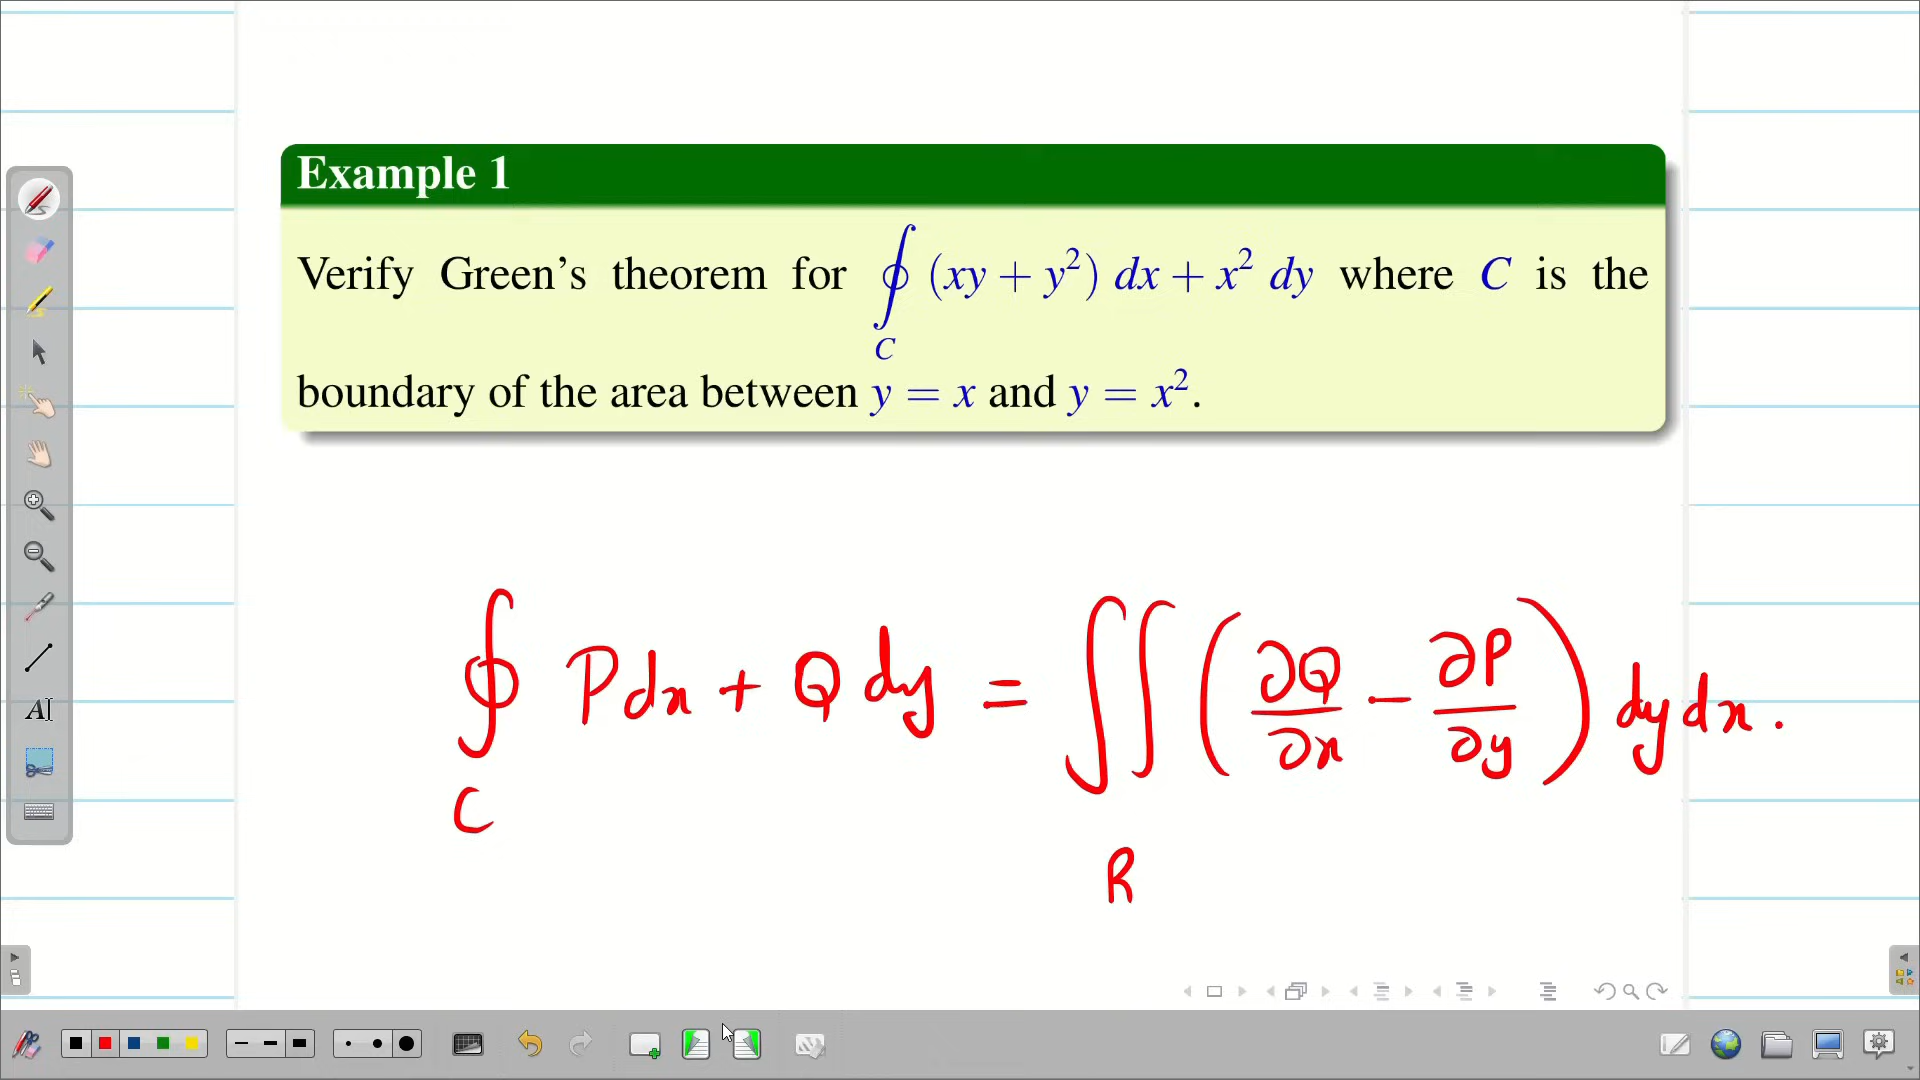 Example 1
Verify Green's theorem for ∮_C (xy + y²) dx + x² dy where C is the
boundary of the area between y = x and y = x².
∮_C P dx + Q dy = ∬_R (∂Q/∂x − ∂P/∂y) dy dx .